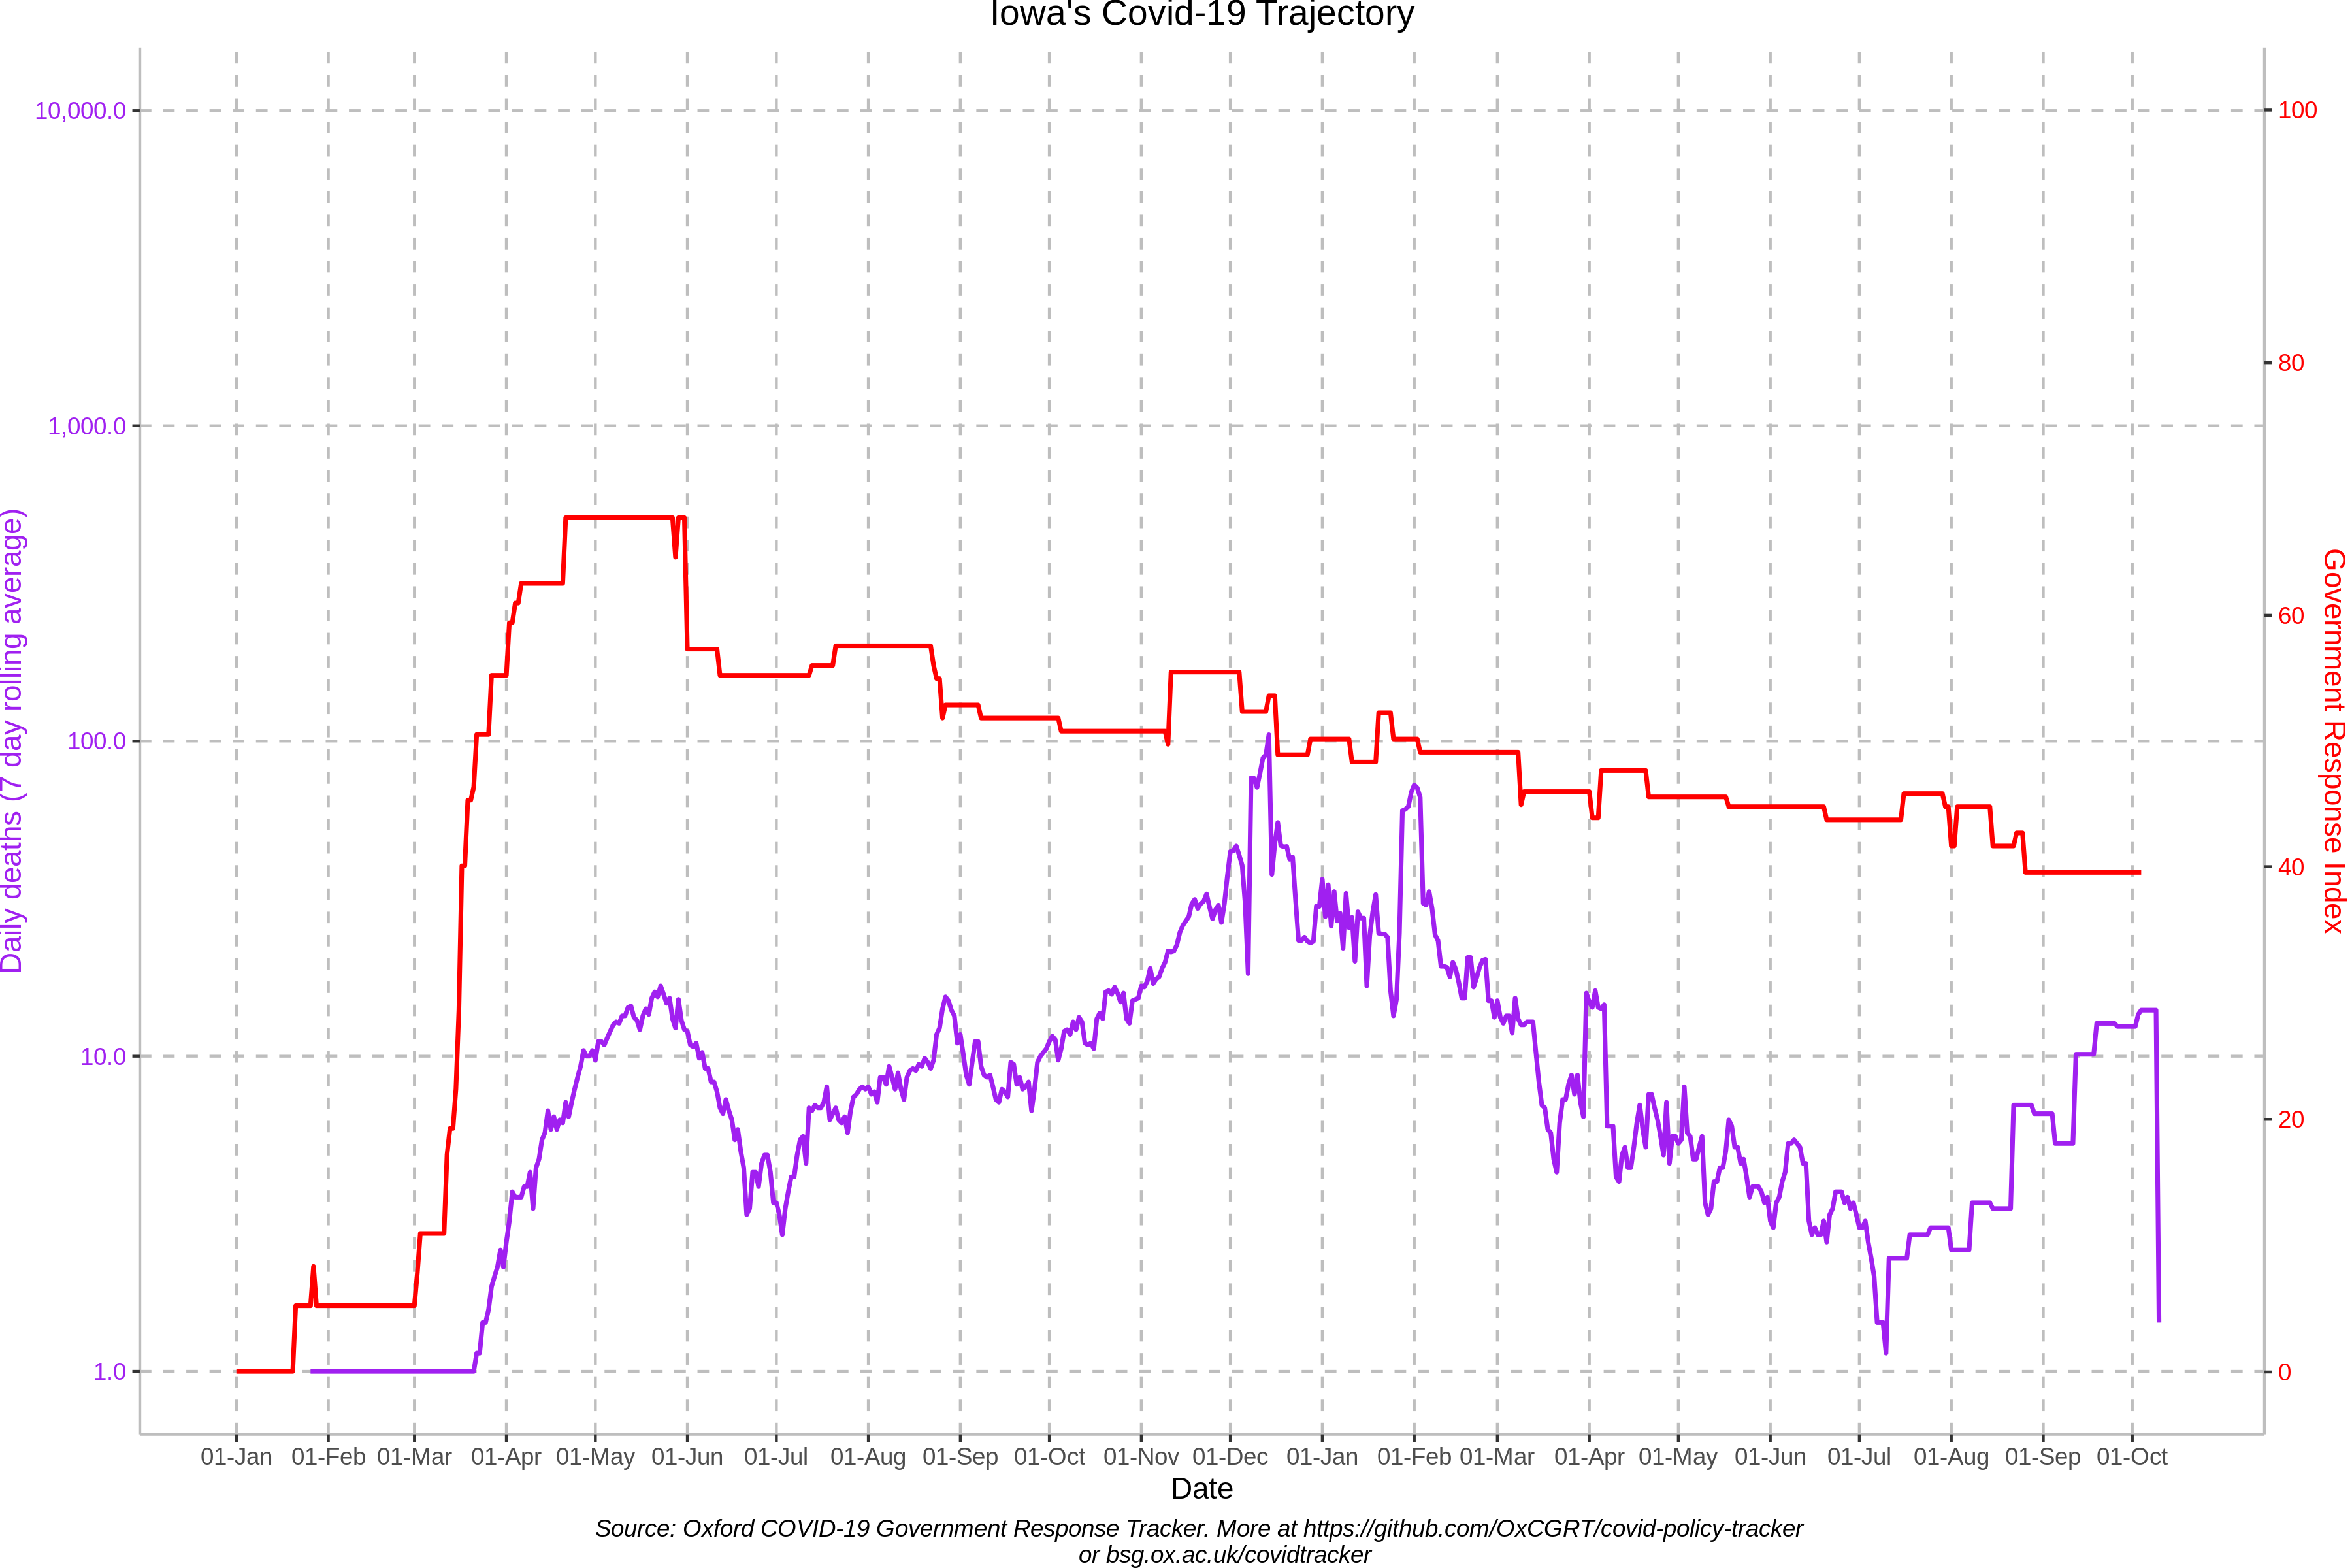 Iowa's Covid-19 Trajectory
10,000.0
1,000.0
100.0
10.0
1.0
Daily deaths (7 day rolling average)
100
80
60
40
20
0
Government Response Index
01-Jan 01-Feb 01-Mar 01-Apr 01-May 01-Jun 01-Jul 01-Aug 01-Sep 01-Oct 01-Nov 01-Dec 01-Jan 01-Feb 01-Mar 01-Apr 01-May 01-Jun 01-Jul 01-Aug 01-Sep 01-Oct
Date
Source: Oxford COVID-19 Government Response Tracker. More at https://github.com/OxCGRT/covid-policy-tracker
or bsg.ox.ac.uk/covidtracker